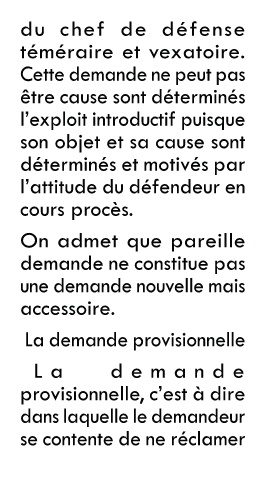 du chef de défense
téméraire et vexatoire.
Cette demande ne peut pas
être cause sont déterminés
l'exploit introductif puisque
son objet et sa cause sont
déterminés et motivés par
l'attitude du défendeur en
cours procès.
On admet que pareille
demande ne constitue pas
une demande nouvelle mais
accessoire.
La demande provisionnelle
La demande
provisionnelle, c'est à dire
dans laquelle le demandeur
se contente de ne réclamer